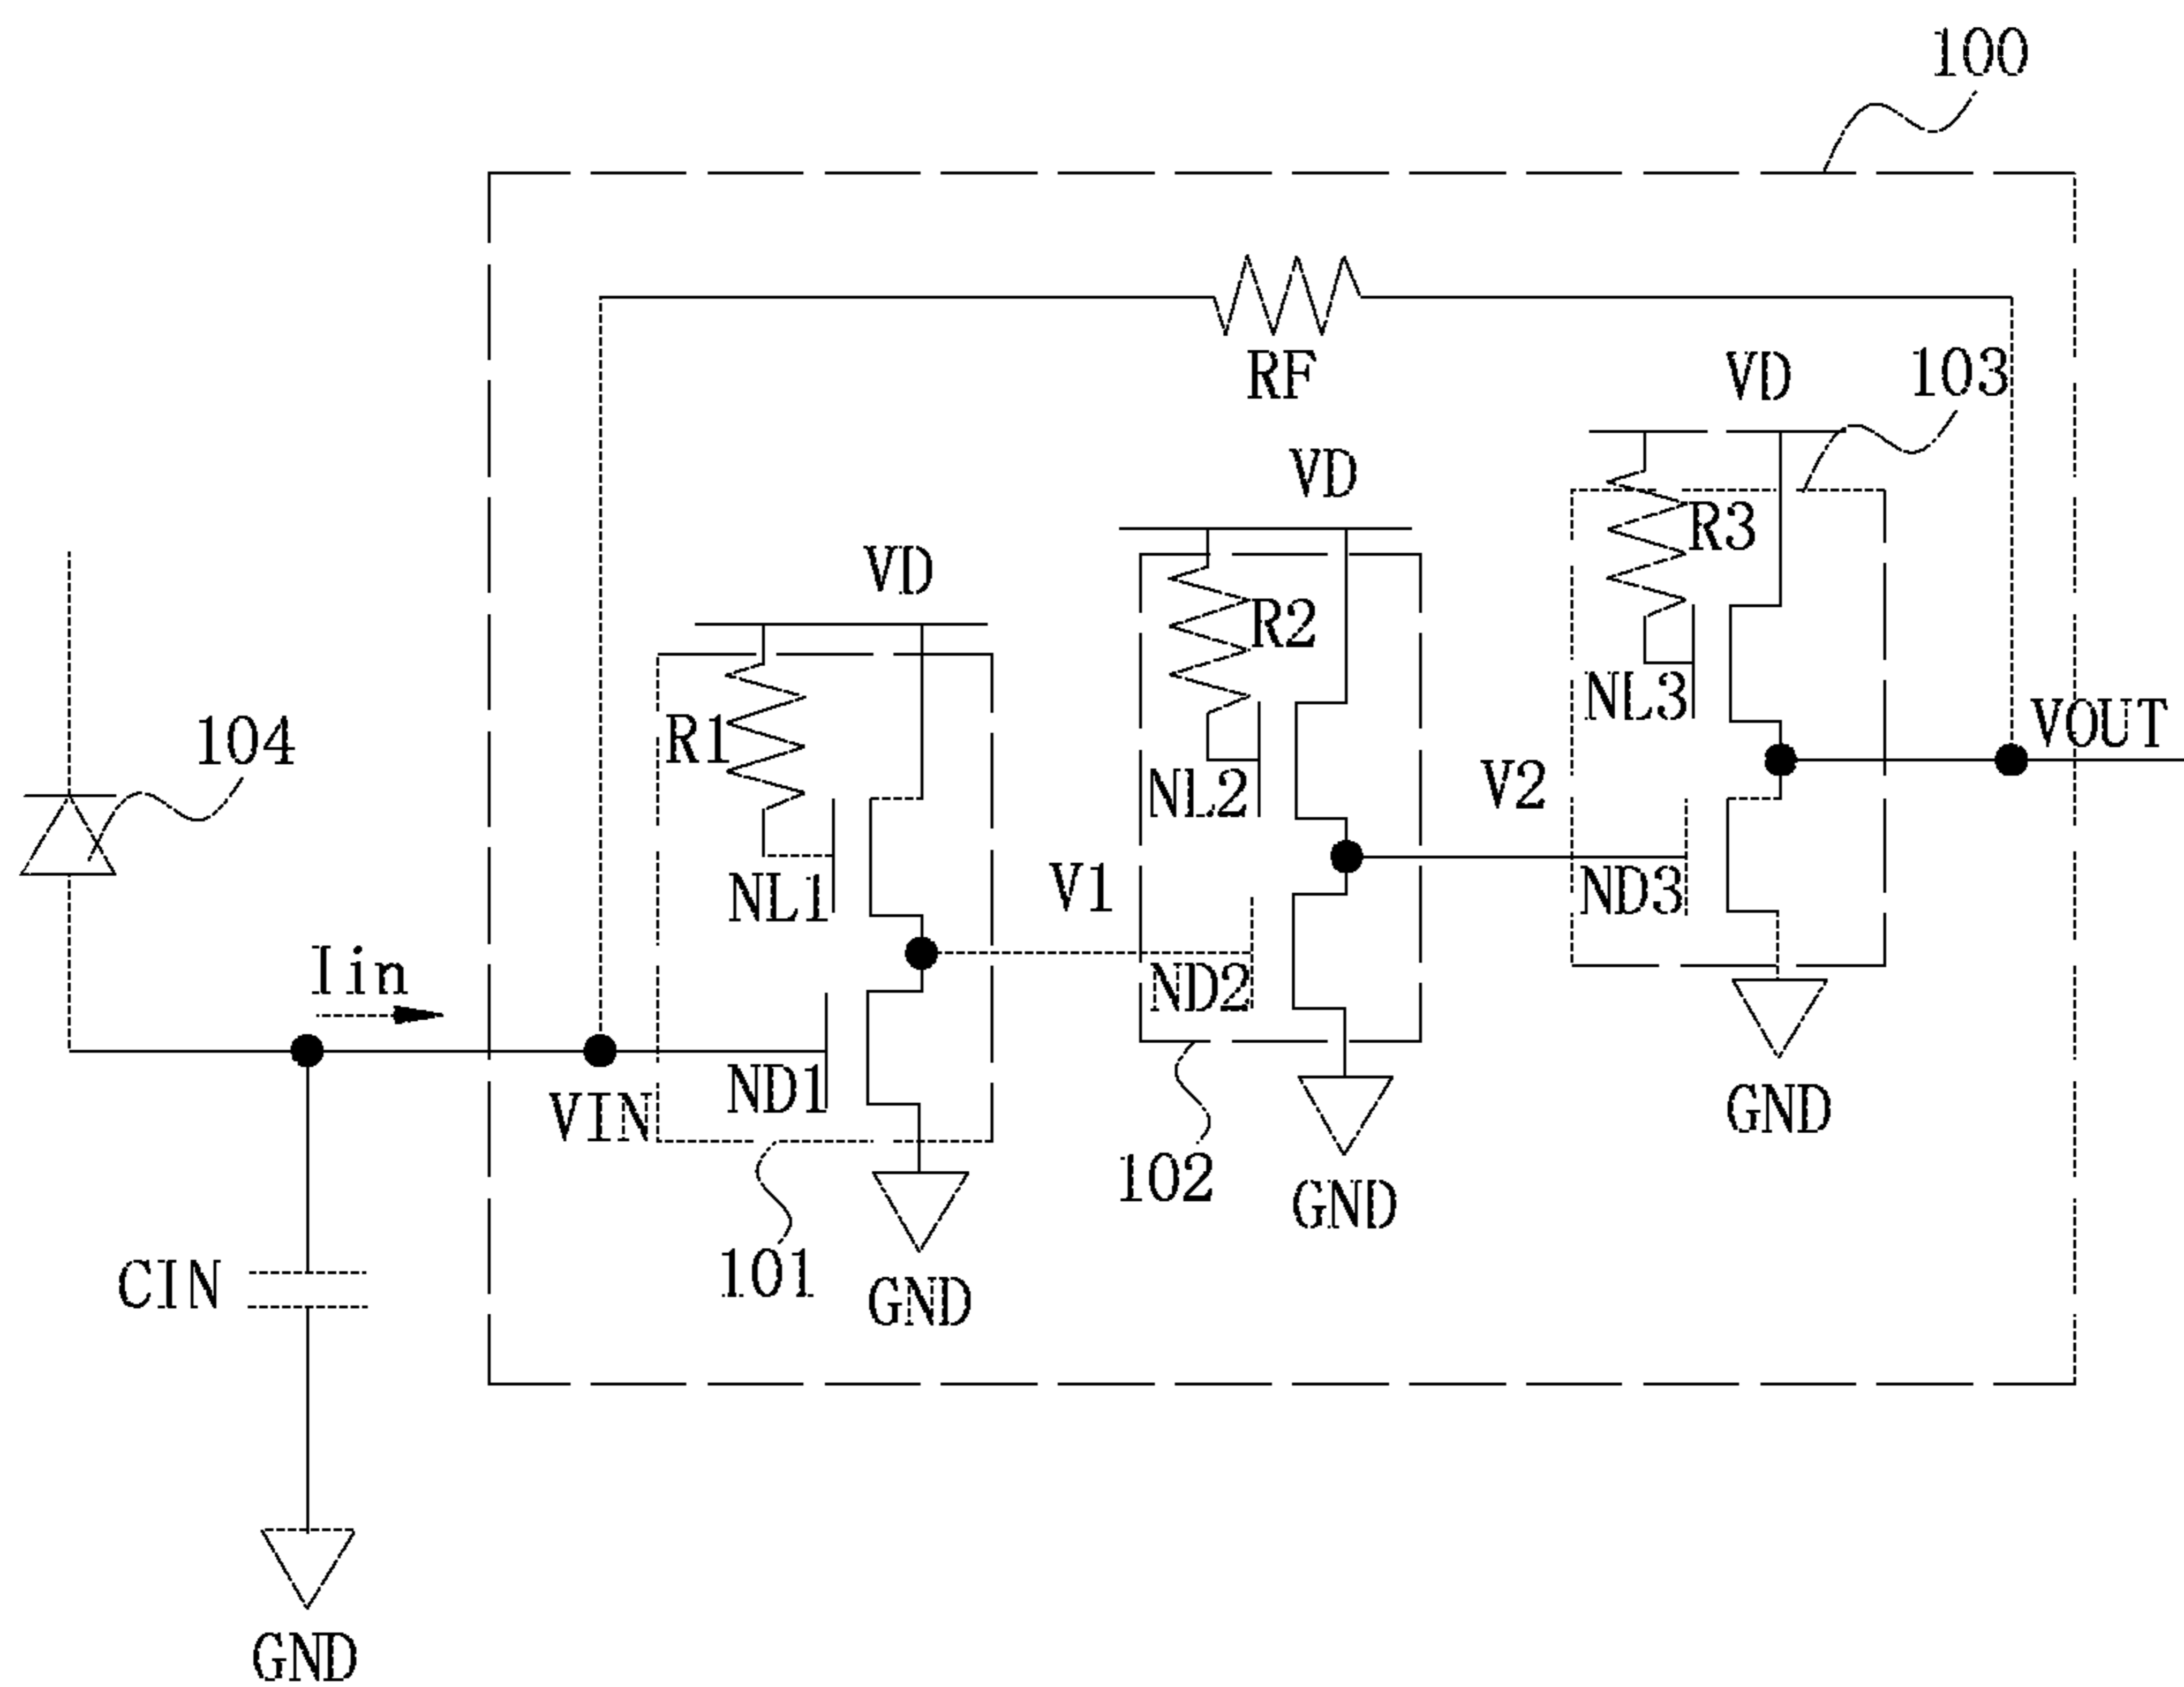 100
RF
VD
103
VD
R3
VD
R2
NL3
R1
104
VOUT
NL2
V2
NL1
V1
ND3
Iin
ND2
ND1
VIN
GND
102
GND
101
CIN
GND
GND